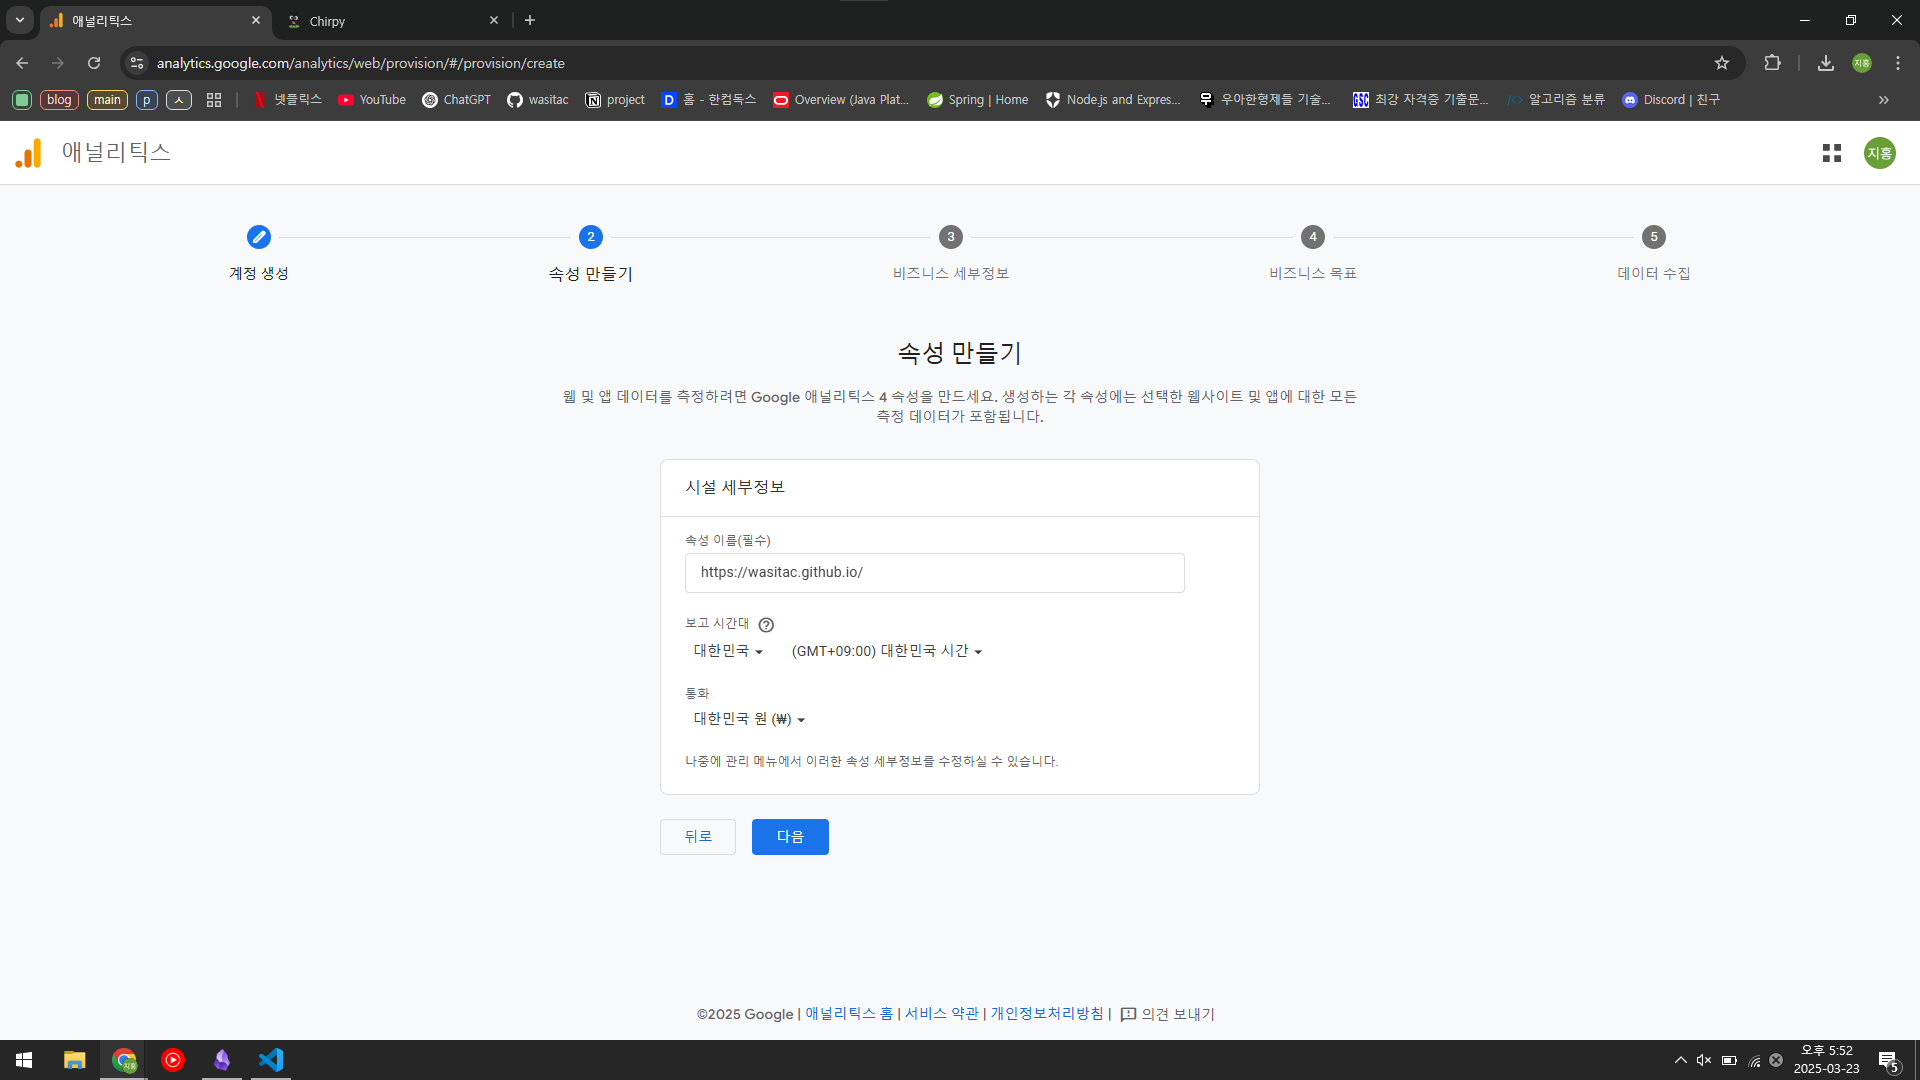 애널리틱스
Chirpy
analytics.google.com/analytics/web/provision/#/provision/create
지홍
blog
main
p
ㅅ
넷플릭스
YouTube
ChatGPT
wasitac
project
홈 - 한컴독스
Overview (Java Plat...
Spring | Home
Node.js and Expres...
우아한형제들 기술...
최강 자격증 기출문...
알고리즘 분류
Discord | 친구
애널리틱스
지홍
2
3
4
5
계정 생성
속성 만들기
비즈니스 세부정보
비즈니스 목표
데이터 수집
속성 만들기
웹 및 앱 데이터를 측정하려면 Google 애널리틱스 4 속성을 만드세요. 생성하는 각 속성에는 선택한 웹사이트 및 앱에 대한 모든
측정 데이터가 포함됩니다.
시설 세부정보
속성 이름(필수)
https://wasitac.github.io/
보고 시간대
대한민국
(GMT+09:00) 대한민국 시간
통화
대한민국 원 (₩)
나중에 관리 메뉴에서 이러한 속성 세부정보를 수정하실 수 있습니다.
뒤로
다음
©2025 Google | 애널리틱스 홈 | 서비스 약관 | 개인정보처리방침 | 의견 보내기
오후 5:52
2025-03-23
5